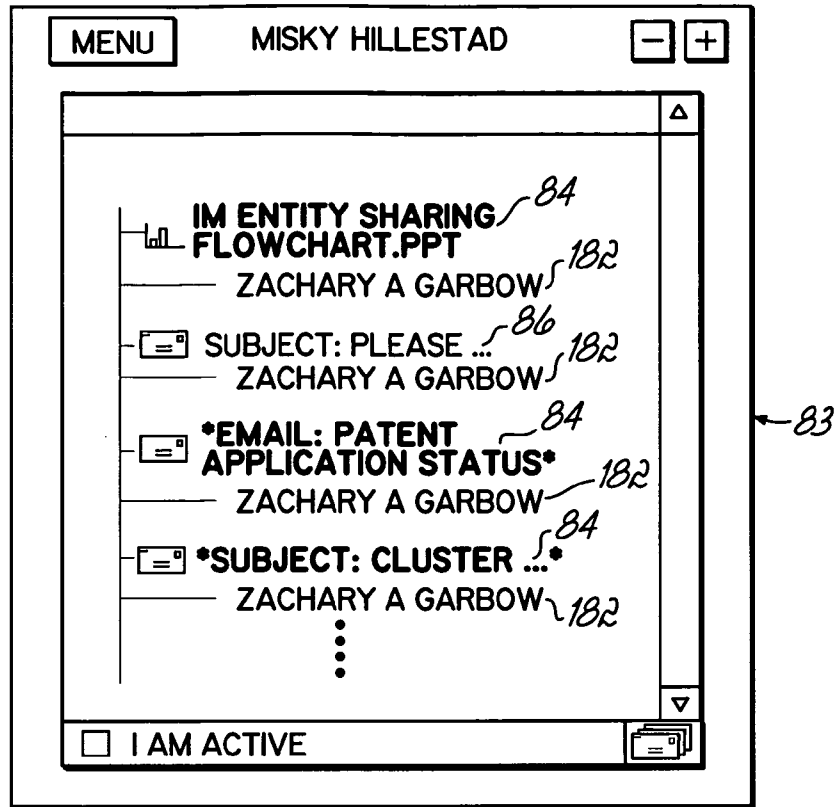 MENU MISKY HILLESTAD − +
IM ENTITY SHARING 84
FLOWCHART.PPT
ZACHARY A GARBOW 182
SUBJECT: PLEASE ... 86
ZACHARY A GARBOW 182
83
*EMAIL: PATENT 84
APPLICATION STATUS*
ZACHARY A GARBOW 182
*SUBJECT: CLUSTER ...* 84
ZACHARY A GARBOW 182
I AM ACTIVE